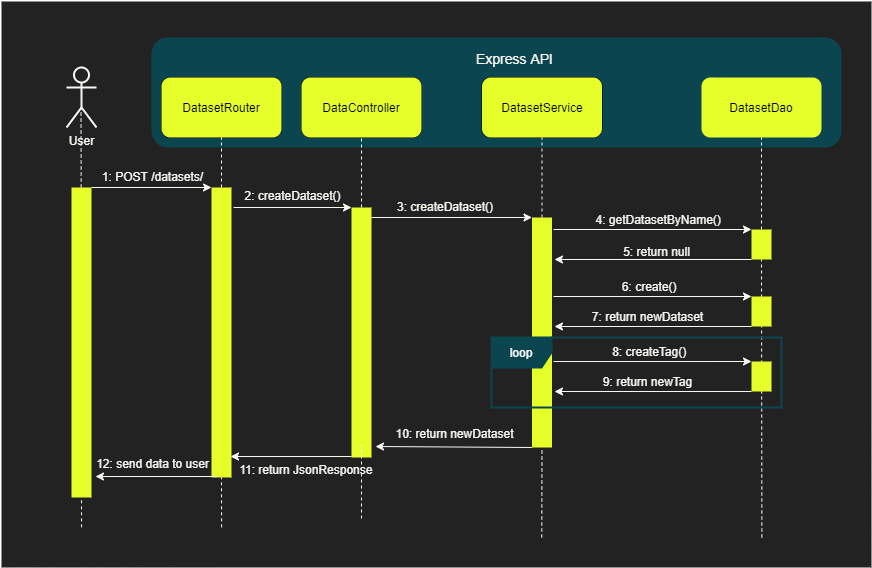 Express API
DatasetRouter
DataController
DatasetService
DatasetDao
User
1: POST /datasets/
2: createDataset()
3: createDataset()
4: getDatasetByName()
5: return null
6: create()
7: return newDataset
loop
8: createTag()
9: return newTag
10: return newDataset
11: return JsonResponse
12: send data to user